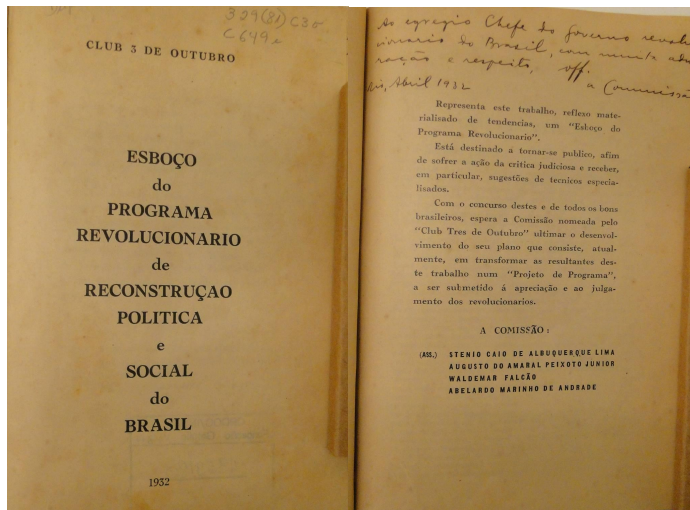 329(81)C3o
C649e
CLUB 3 DE OUTUBRO
ESBOÇO
do
PROGRAMA
REVOLUCIONARIO
de
RECONSTRUÇAO
POLITICA
e
SOCIAL
do
BRASIL
1932
Ao egregio Chefe do Governo revolu-
cionario do Brasil, com muita admi
ração e respeito, off.
a Commissão
Rio, Abril 1932
Representa este trabalho, reflexo mate-
rialisado de tendencias, um "Esboço do
Programa Revolucionario".
Está destinado a tornar-se publico, afim
de sofrer a ação da critica judiciosa e receber,
em particular, sugestões de tecnicos especia-
lisados.
Com o concurso destes e de todos os bons
brasileiros, espera a Comissão nomeada pelo
"Club Tres de Outubro" ultimar o desenvol-
vimento do seu plano que consiste, atual-
mente, em transformar as resultantes des-
te trabalho num "Projeto de Programa",
a ser submetido á apreciação e ao julga-
mento dos revolucionarios.
A COMISSÃO:
(ASS.) STENIO CAIO DE ALBUQUERQUE LIMA
AUGUSTO DO AMARAL PEIXOTO JUNIOR
WALDEMAR FALCÃO
ABELARDO MARINHO DE ANDRADE